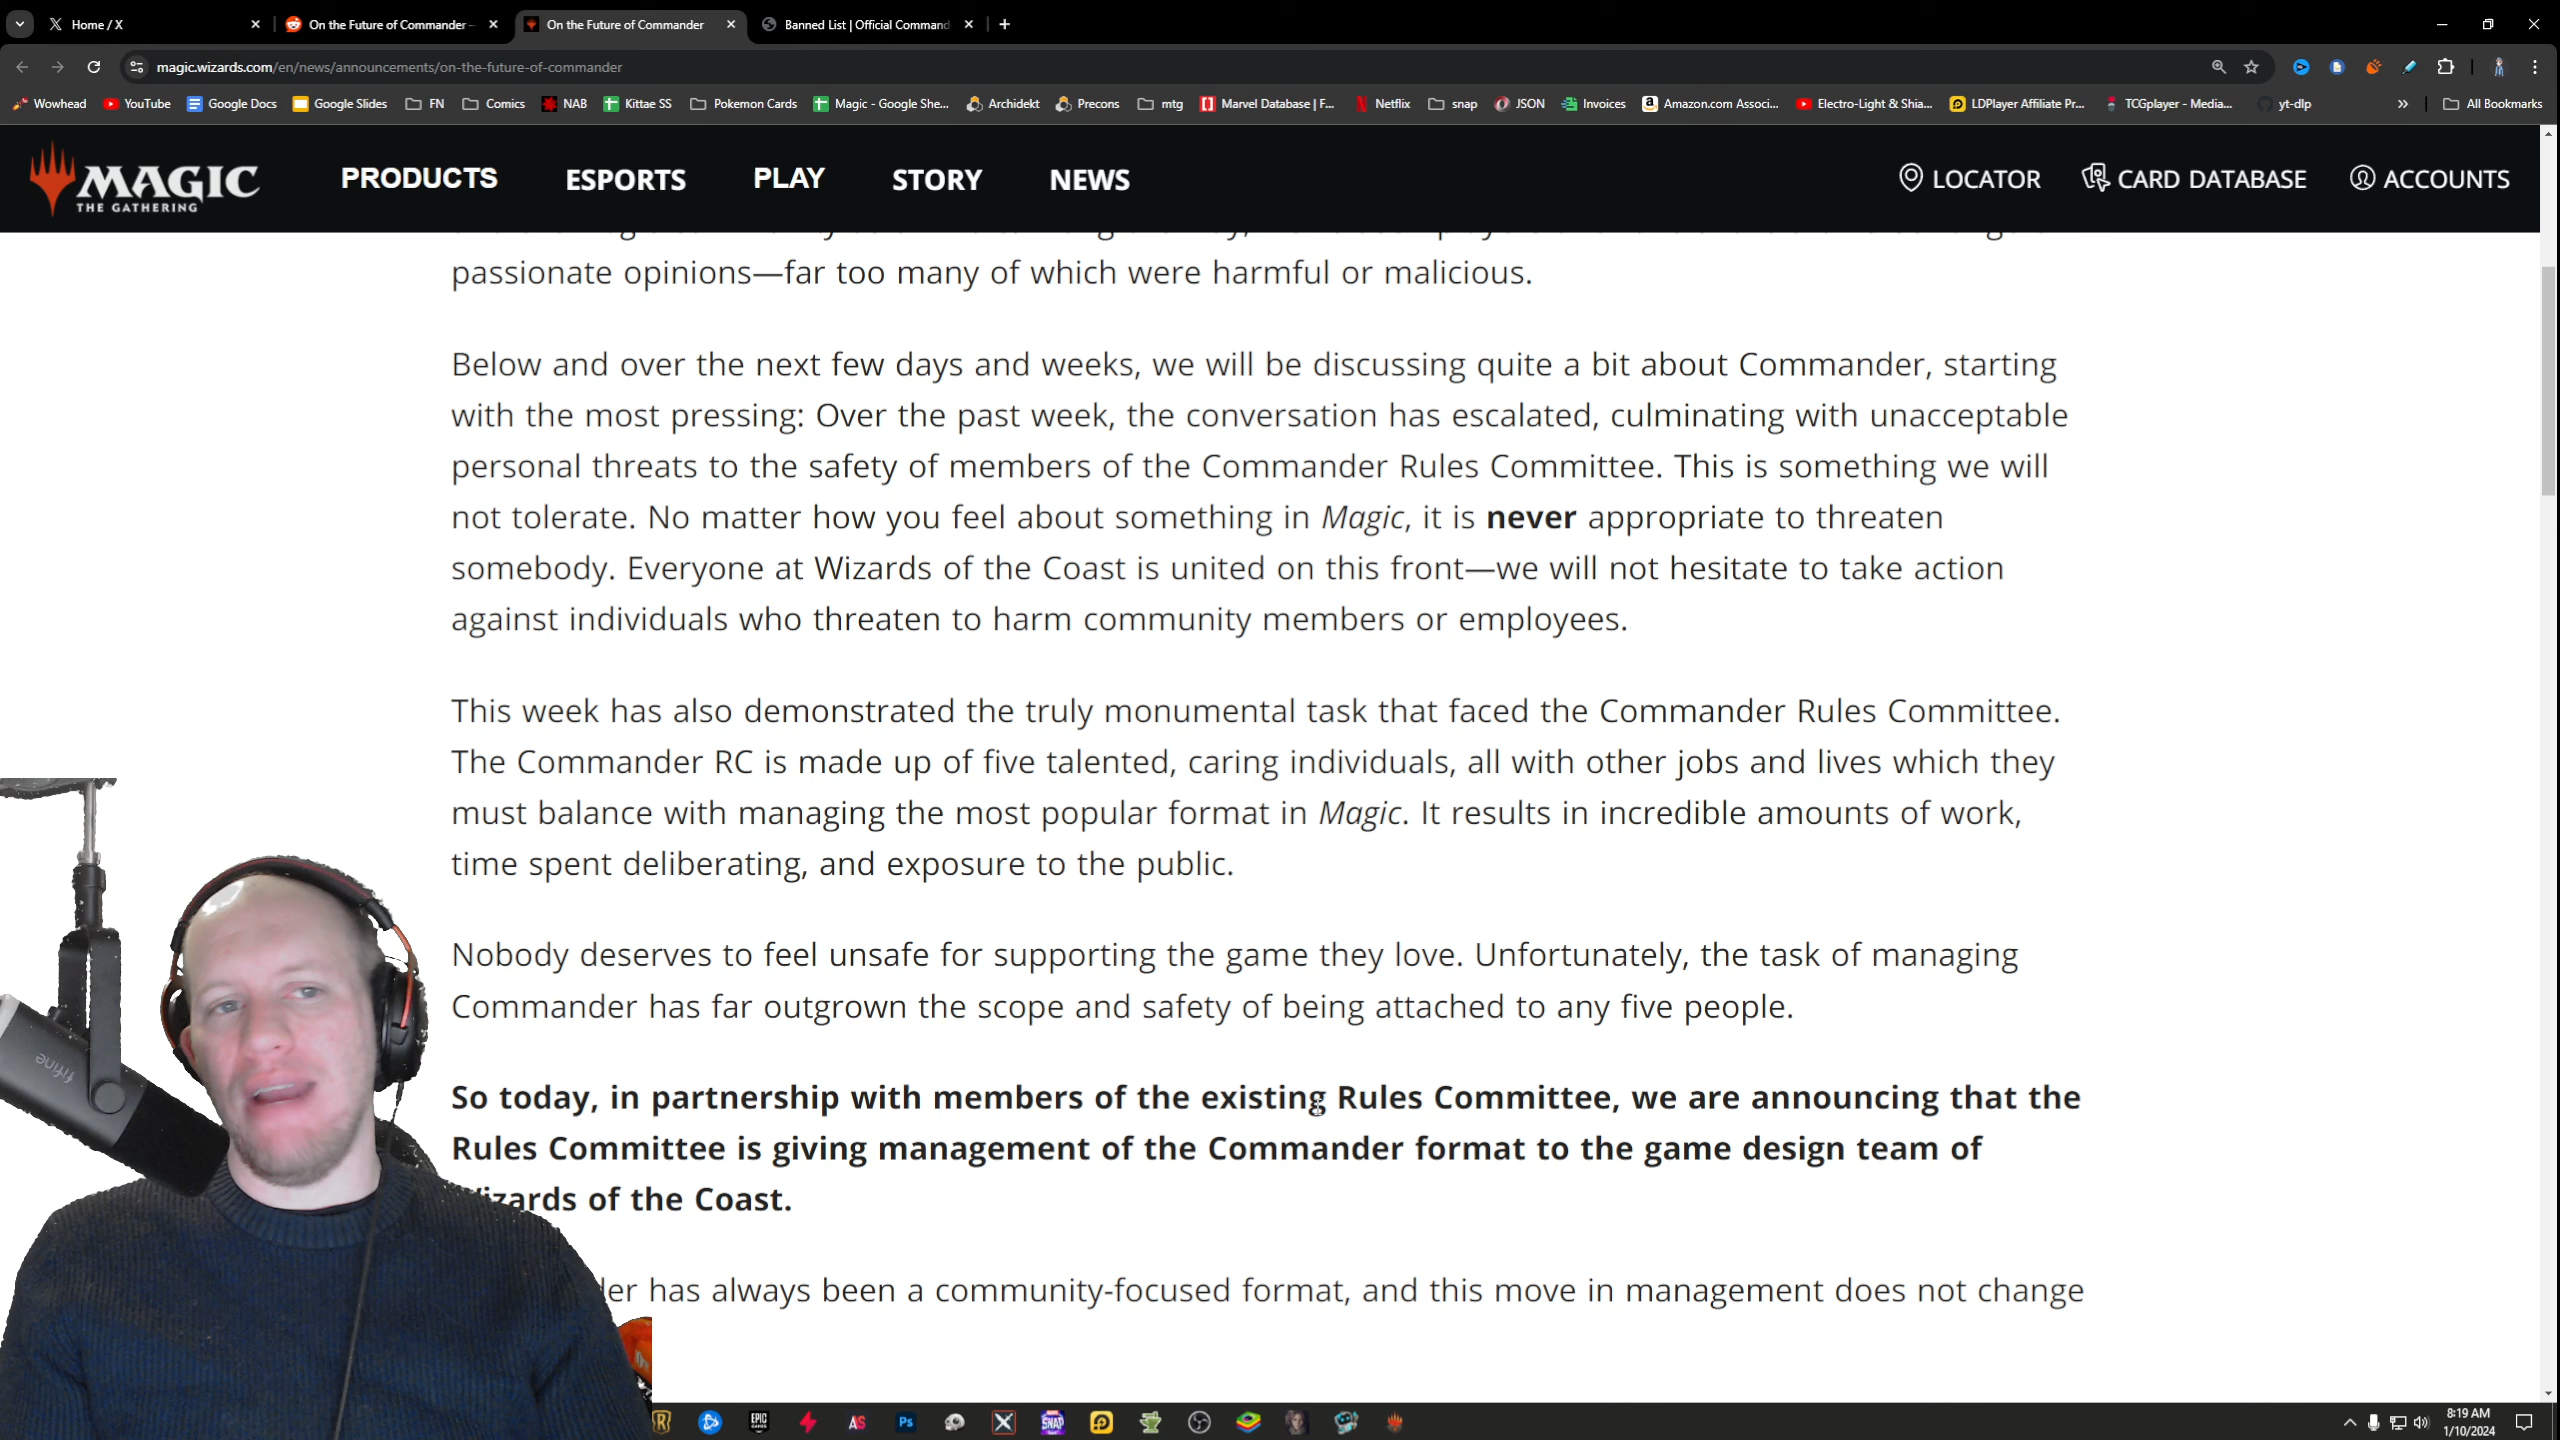 Home / X
On the Future of Commander -
On the Future of Commander
Banned List | Official Command
magic.wizards.com/en/news/announcements/on-the-future-of-commander
Wowhead YouTube Google Docs Google Slides FN Comics NAB Kittae SS Pokemon Cards Magic - Google She... Archidekt Precons mtg Marvel Database | F... Netflix snap JSON Invoices Amazon.com Associ... Electro-Light & Shia... LDPlayer Affiliate Pr... TCGplayer - Media... yt-dlp » All Bookmarks
MAGIC
THE GATHERING
PRODUCTS ESPORTS PLAY STORY NEWS LOCATOR CARD DATABASE ACCOUNTS
passionate opinions—far too many of which were harmful or malicious.
Below and over the next few days and weeks, we will be discussing quite a bit about Commander, starting
with the most pressing: Over the past week, the conversation has escalated, culminating with unacceptable
personal threats to the safety of members of the Commander Rules Committee. This is something we will
not tolerate. No matter how you feel about something in Magic, it is never appropriate to threaten
somebody. Everyone at Wizards of the Coast is united on this front—we will not hesitate to take action
against individuals who threaten to harm community members or employees.
This week has also demonstrated the truly monumental task that faced the Commander Rules Committee.
The Commander RC is made up of five talented, caring individuals, all with other jobs and lives which they
must balance with managing the most popular format in Magic. It results in incredible amounts of work,
time spent deliberating, and exposure to the public.
Nobody deserves to feel unsafe for supporting the game they love. Unfortunately, the task of managing
Commander has far outgrown the scope and safety of being attached to any five people.
So today, in partnership with members of the existing Rules Committee, we are announcing that the
Rules Committee is giving management of the Commander format to the game design team of
izards of the Coast.
er has always been a community-focused format, and this move in management does not change
fifine
EPIC GAMES
AS
Ps
SNAP
8:19 AM
1/10/2024